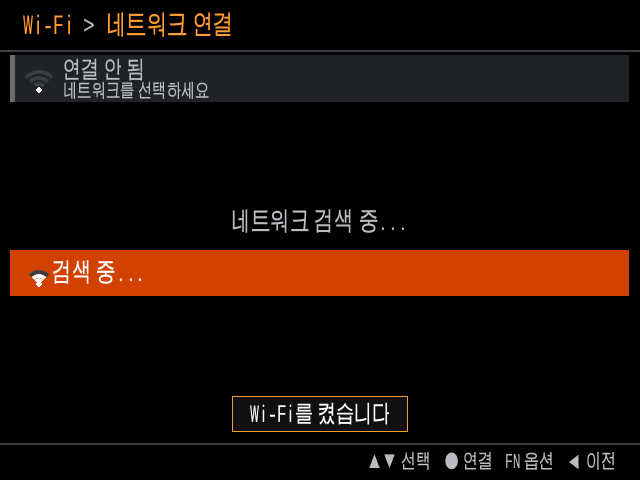 Wi-Fi > 네트워크 연결
연결 안 됨
네트워크를 선택하세요
네트워크 검색 중...
검색 중...
Wi-Fi를 켰습니다
▲▼ 선택 ● 연결 FN 옵션 ◀ 이전